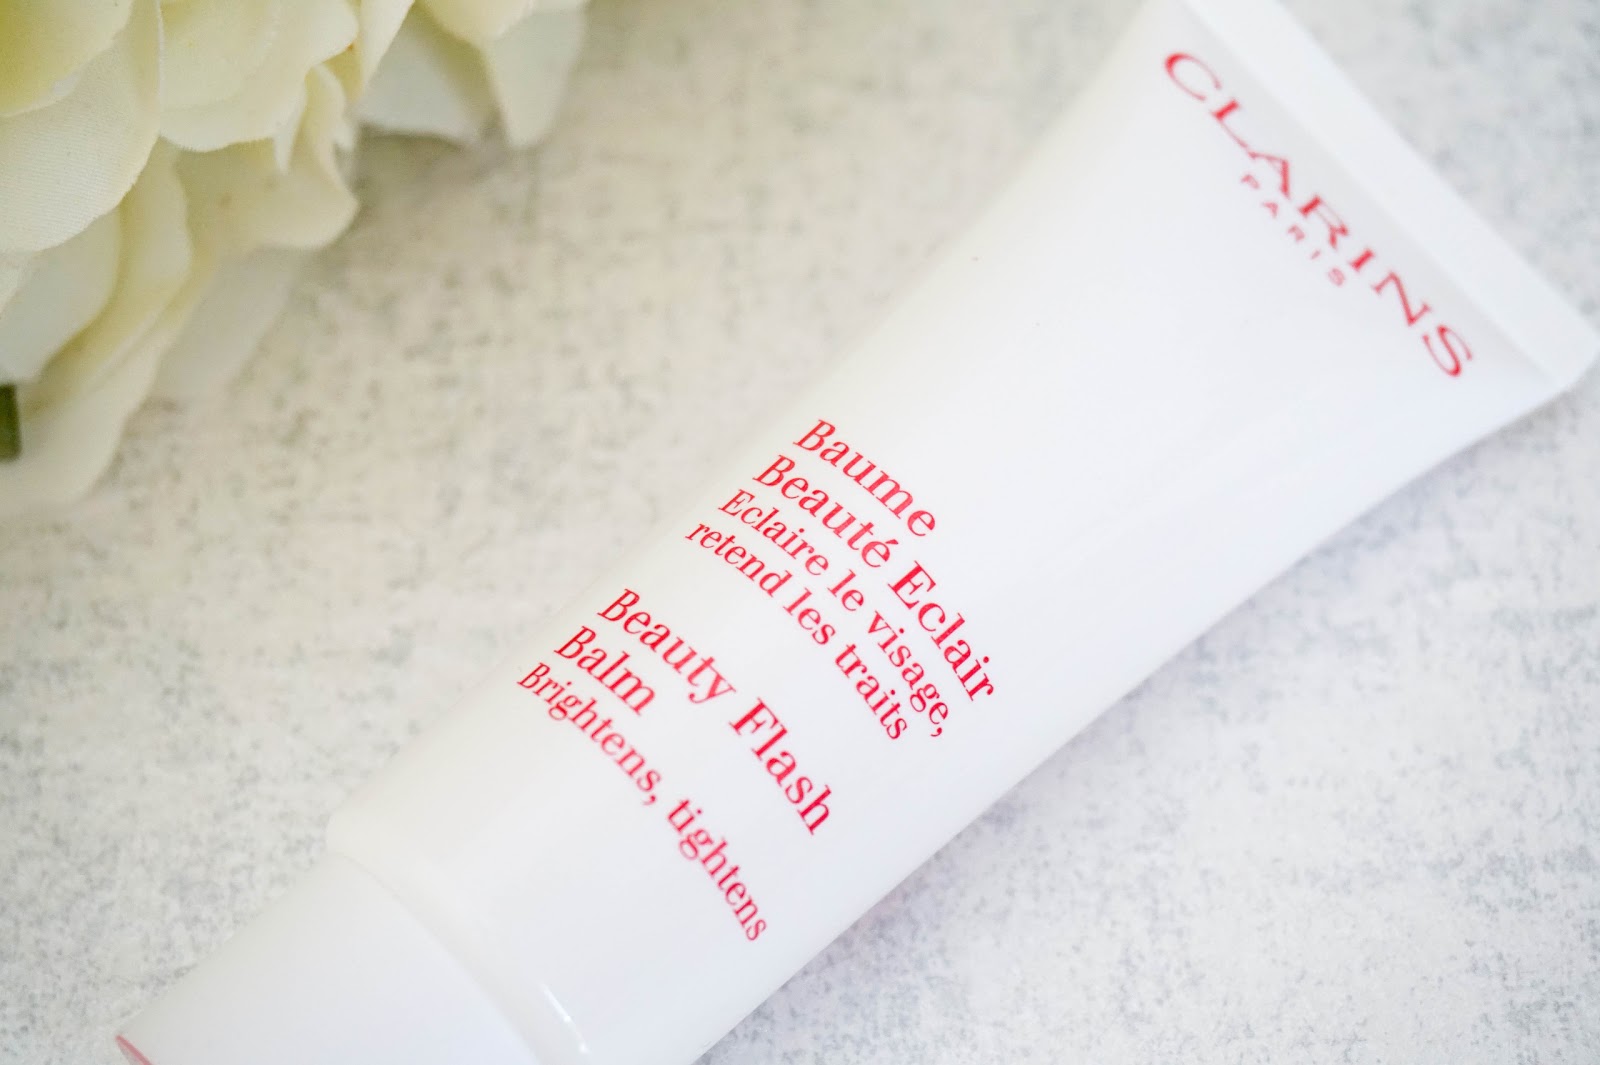 CLARINS
PARIS
Baume
Beauté Eclair
Eclaire le visage,
retend les traits
Beauty Flash
Balm
Brightens, tightens